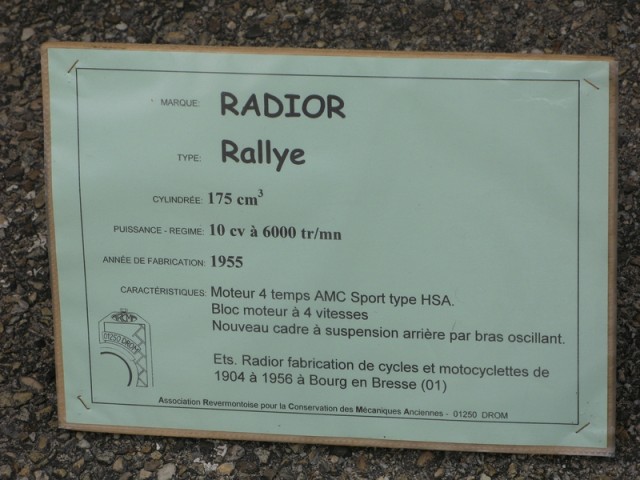 MARQUE: RADIOR
TYPE: Rallye
CYLINDRÉE: 175 cm³
PUISSANCE - REGIME: 10 cv à 6000 tr/mn
ANNÉE DE FABRICATION: 1955
CARACTÉRISTIQUES: Moteur 4 temps AMC Sport type HSA.
Bloc moteur à 4 vitesses
Nouveau cadre à suspension arrière par bras oscillant.
Ets. Radior fabrication de cycles et motocyclettes de
1904 à 1956 à Bourg en Bresse (01)
Association Revermontoise pour la Conservation des Mécaniques Anciennes - 01250 DROM